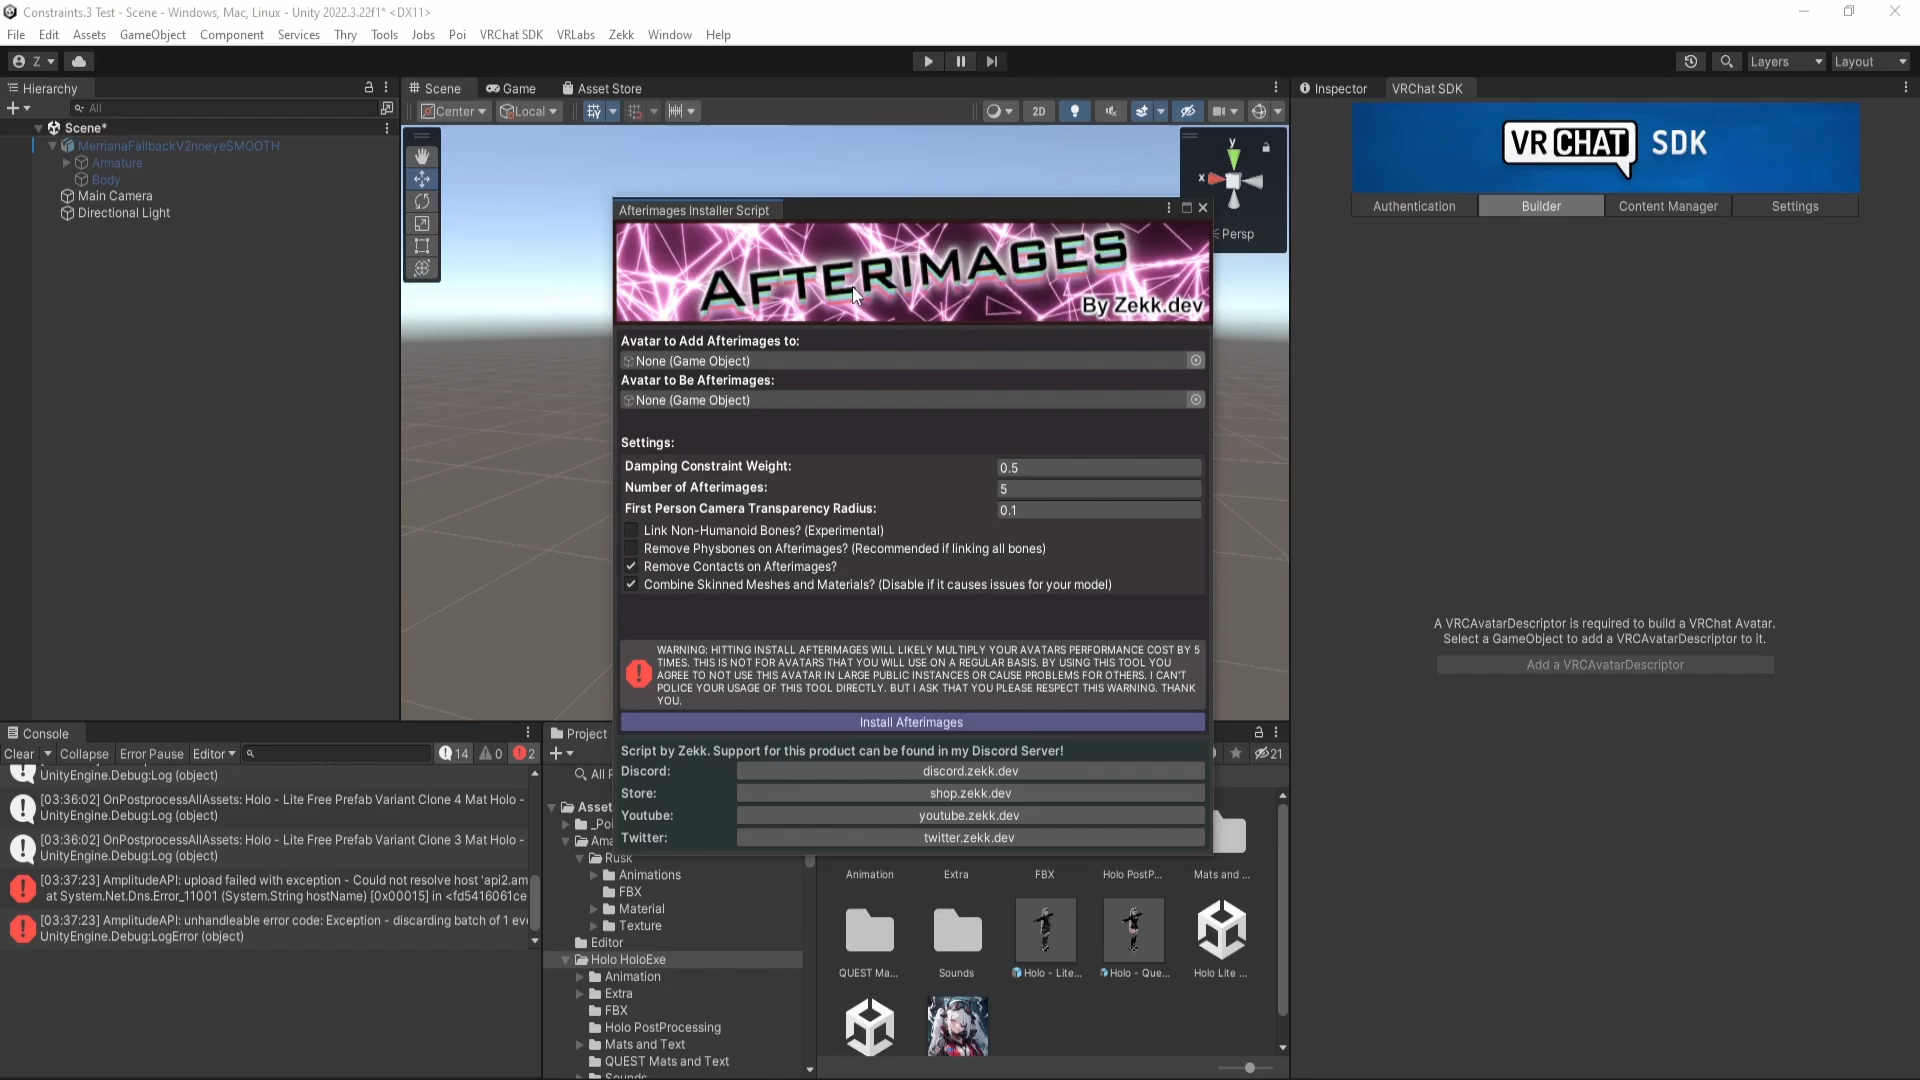 Constraints.3 Test - Scene - Windows, Mac, Linux - Unity 2022.3.22f1* <DX11>
File Edit Assets GameObject Component Services Thry Tools Jobs Poi VRChat SDK VRLabs Zekk Window Help
Z Layers Layout
Hierarchy
All
Scene*
MerrianaFallbackV2noeyeSMOOTH
Armature
Body
Main Camera
Directional Light
Scene Game Asset Store
Center Local 2D
y
x
Persp
Afterimages Installer Script
AFTERIMAGES
By Zekk.dev
Avatar to Add Afterimages to:
None (Game Object)
Avatar to Be Afterimages:
None (Game Object)
Settings:
Damping Constraint Weight: 0.5
Number of Afterimages: 5
First Person Camera Transparency Radius: 0.1
Link Non-Humanoid Bones? (Experimental)
Remove Physbones on Afterimages? (Recommended if linking all bones)
Remove Contacts on Afterimages?
Combine Skinned Meshes and Materials? (Disable if it causes issues for your model)
WARNING: HITTING INSTALL AFTERIMAGES WILL LIKELY MULTIPLY YOUR AVATARS PERFORMANCE COST BY 5
TIMES. THIS IS NOT FOR AVATARS THAT YOU WILL USE ON A REGULAR BASIS. BY USING THIS TOOL YOU
AGREE TO NOT USE THIS AVATAR IN LARGE PUBLIC INSTANCES OR CAUSE PROBLEMS FOR OTHERS. I CAN'T
POLICE YOUR USAGE OF THIS TOOL DIRECTLY. BUT I ASK THAT YOU PLEASE RESPECT THIS WARNING. THANK
YOU.
Install Afterimages
Script by Zekk. Support for this product can be found in my Discord Server!
Discord: discord.zekk.dev
Store: shop.zekk.dev
Youtube: youtube.zekk.dev
Twitter: twitter.zekk.dev
Inspector VRChat SDK
VRCHAT SDK
Authentication Builder Content Manager Settings
A VRCAvatarDescriptor is required to build a VRChat Avatar.
Select a GameObject to add a VRCAvatarDescriptor to it.
Add a VRCAvatarDescriptor
Console
Clear Collapse Error Pause Editor 14 0 2
UnityEngine.Debug:Log (object)
[03:36:02] OnPostprocessAllAssets: Holo - Lite Free Prefab Variant Clone 4 Mat Holo -
UnityEngine.Debug:Log (object)
[03:36:02] OnPostprocessAllAssets: Holo - Lite Free Prefab Variant Clone 3 Mat Holo -
UnityEngine.Debug:Log (object)
[03:37:23] AmplitudeAPI: upload failed with exception - Could not resolve host 'api2.am
at System.Net.Dns.Error_11001 (System.String hostName) [0x00015] in <fd5416061ce
[03:37:23] AmplitudeAPI: unhandleable error code: Exception - discarding batch of 1 eve
UnityEngine.Debug:LogError (object)
Project
21
All P
Asset
_Poi
Ama
Rusk
Animations
FBX
Material
Texture
Editor
Holo HoloExe
Animation
Extra
FBX
Holo PostProcessing
Mats and Text
QUEST Mats and Text
Sounds
Animation Extra FBX Holo PostP... Mats and ...
QUEST Ma... Sounds Holo - Lite... Holo - Que... Holo Lite ...